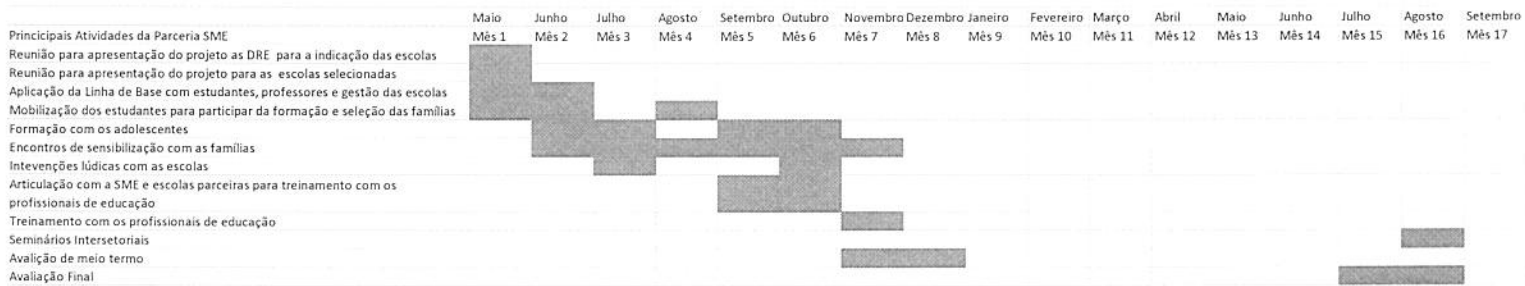 Maio Junho Julho Agosto Setembro Outubro Novembro Dezembro Janeiro Fevereiro Março Abril Maio Junho Julho Agosto Setembro
Princicipais Atividades da Parceria SME Mês 1 Mês 2 Mês 3 Mês 4 Mês 5 Mês 6 Mês 7 Mês 8 Mês 9 Mês 10 Mês 11 Mês 12 Mês 13 Mês 14 Mês 15 Mês 16 Mês 17
Reunião para apresentação do projeto as DRE para a indicação das escolas
Reunião para apresentação do projeto para as escolas selecionadas
Aplicação da Linha de Base com estudantes, professores e gestão das escolas
Mobilização dos estudantes para participar da formação e seleção das famílias
Formação com os adolescentes
Encontros de sensibilização com as famílias
Intevenções lúdicas com as escolas
Articulação com a SME e escolas parceiras para treinamento com os
profissionais de educação
Treinamento com os profissionais de educação
Seminários Intersetoriais
Avalição de meio termo
Avaliação Final